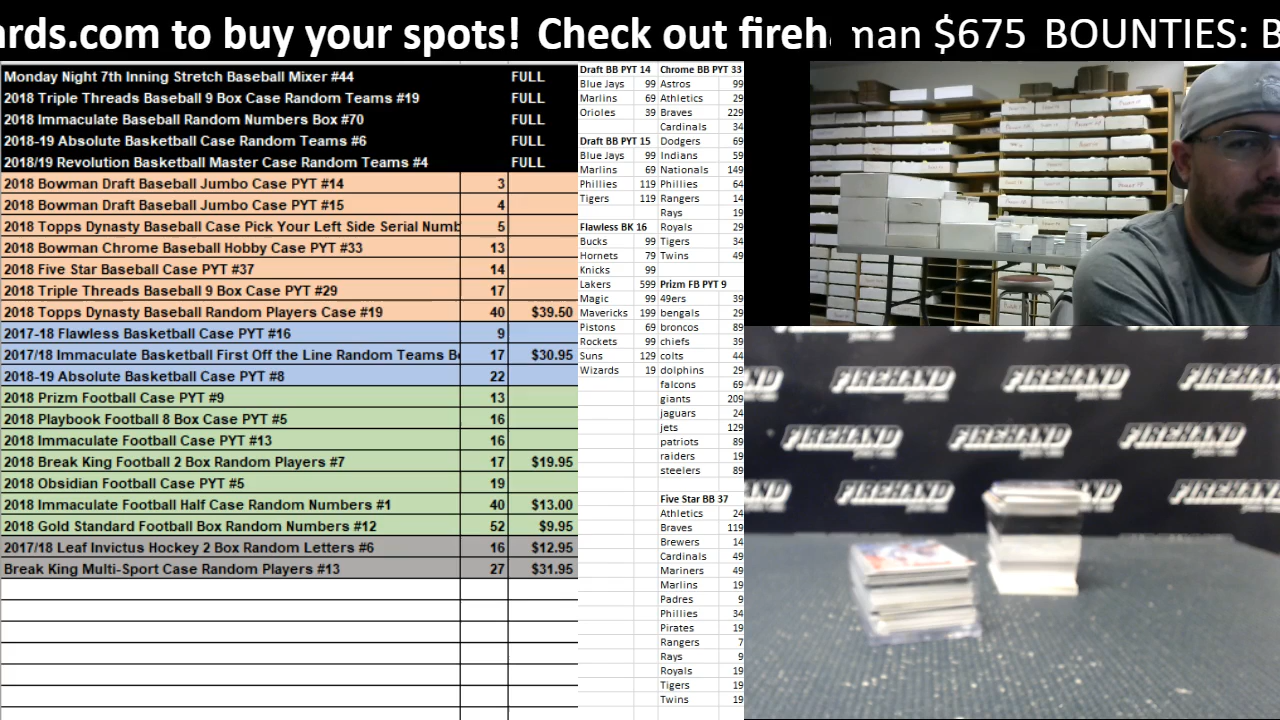 ards.com to buy your spots! Check out fireh man $675 BOUNTIES: B
Monday Night 7th Inning Stretch Baseball Mixer #44 FULL
2018 Triple Threads Baseball 9 Box Case Random Teams #19 FULL
2018 Immaculate Baseball Random Numbers Box #70 FULL
2018-19 Absolute Basketball Random Teams #6 FULL
2018/19 Revolution Basketball Master Case Random Teams #4 FULL
2018 Bowman Draft Baseball Jumbo Case PYT #14 3
2018 Bowman Draft Baseball Jumbo Case PYT #15 4
2018 Topps Dynasty Baseball Case Pick Your Left Side Serial Numb 5
2018 Bowman Chrome Baseball Hobby Case PYT #33 13
2018 Five Star Baseball Case PYT #37 14
2018 Triple Threads Baseball 9 Box Case PYT #29 17
2018 Topps Dynasty Baseball Random Players Case #19 40 $39.50
2017-18 Flawless Basketball Case PYT #16 9
2017/18 Immaculate Basketball First Off the Line Random Teams Bo 17 $30.95
2018-19 Absolute Basketball Case PYT #8 22
2018 Prizm Football Case PYT #9 13
2018 Playbook Football 8 Box Case PYT #5 16
2018 Immaculate Football Case PYT #13 16
2018 Break King Football 2 Box Random Players #7 17 $19.95
2018 Obsidian Football Case PYT #5 19
2018 Immaculate Football Half Case Random Numbers #1 40 $13.00
2018 Gold Standard Football Box Random Numbers #12 52 $9.95
2017/18 Leaf Invictus Hockey 2 Box Random Letters #6 16 $12.95
Break King Multi-Sport Case Random Players #13 27 $31.95
Draft BB PYT 14
Blue Jays 99
Marlins 69
Orioles 39
Draft BB PYT 15
Blue Jays 99
Marlins 69
Phillies 119
Tigers 119
Flawless BK 16
Bucks 99
Hornets 79
Knicks 99
Lakers 599
Magic 99
Mavericks 199
Pistons 69
Rockets 99
Suns 129
Wizards 19
Chrome BB PYT 33
Astros 99
Athletics 29
Braves 229
Cardinals 34
Dodgers 69
Indians 59
Nationals 149
Phillies 64
Rangers 14
Rays 19
Royals 29
Tigers 34
Twins 49
Prizm FB PYT 9
49ers 39
bengals 29
broncos 89
chiefs 39
colts 44
dolphins 29
falcons 69
giants 209
jaguars 24
jets 129
patriots 89
raiders 19
steelers 89
Five Star BB 37
Athletics 24
Braves 119
Brewers 14
Cardinals 49
Mariners 49
Marlins 19
Padres 9
Phillies 34
Pirates 19
Rangers 7
Rays 9
Royals 19
Tigers 19
Twins 19
FIREHAND
FIREHAND
FIREHAND
FIREHAND
FIREHAND
FIREHAND
FIREHAND
FIREHAND